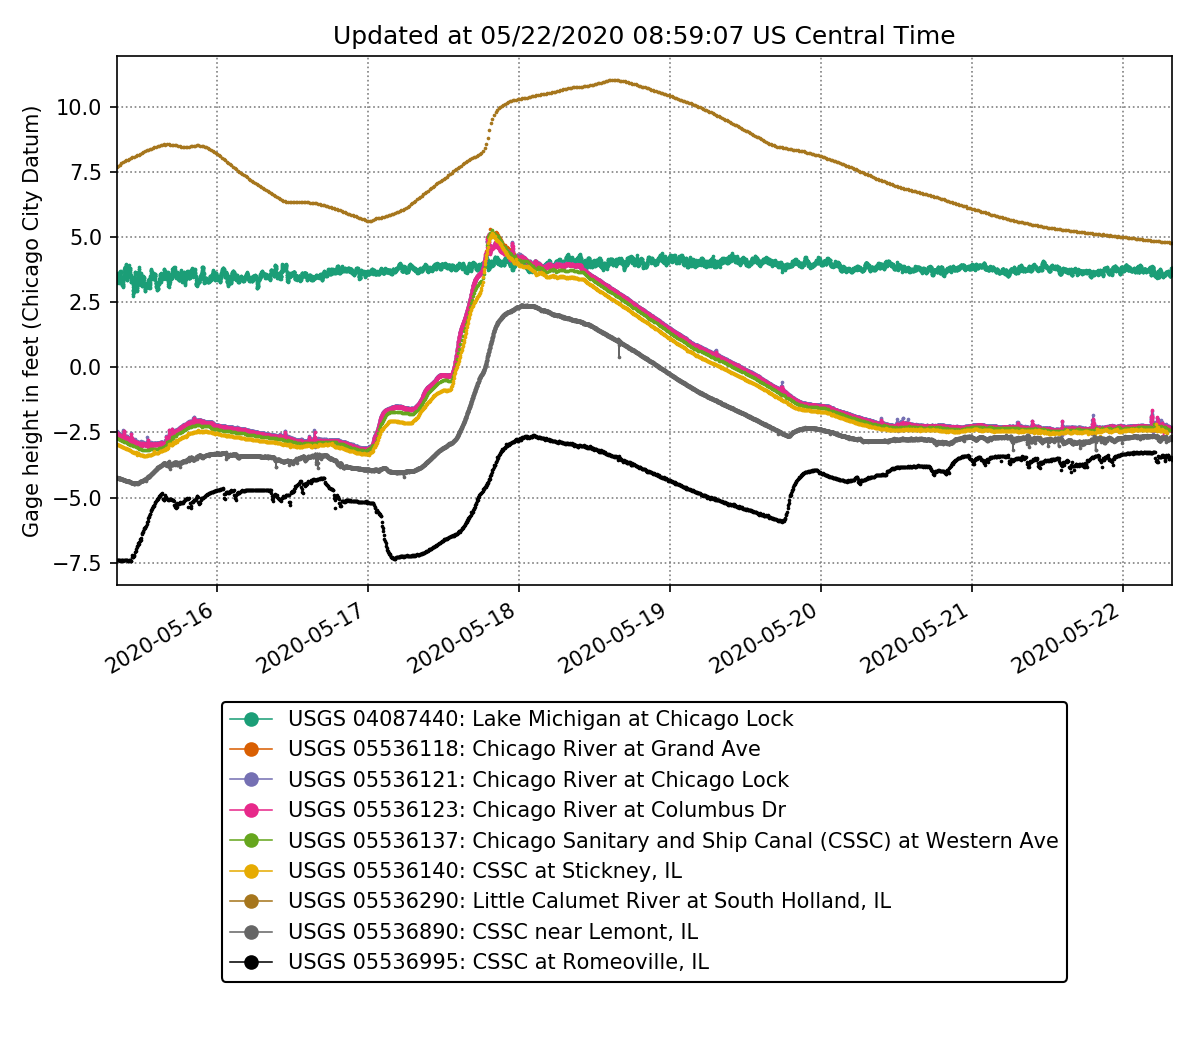 Updated at 05/22/2020 08:59:07 US Central Time
Gage height in feet (Chicago City Datum)
10.0
7.5
5.0
2.5
0.0
−2.5
−5.0
−7.5
2020-05-16
2020-05-17
2020-05-18
2020-05-19
2020-05-20
2020-05-21
2020-05-22
USGS 04087440: Lake Michigan at Chicago Lock
USGS 05536118: Chicago River at Grand Ave
USGS 05536121: Chicago River at Chicago Lock
USGS 05536123: Chicago River at Columbus Dr
USGS 05536137: Chicago Sanitary and Ship Canal (CSSC) at Western Ave
USGS 05536140: CSSC at Stickney, IL
USGS 05536290: Little Calumet River at South Holland, IL
USGS 05536890: CSSC near Lemont, IL
USGS 05536995: CSSC at Romeoville, IL